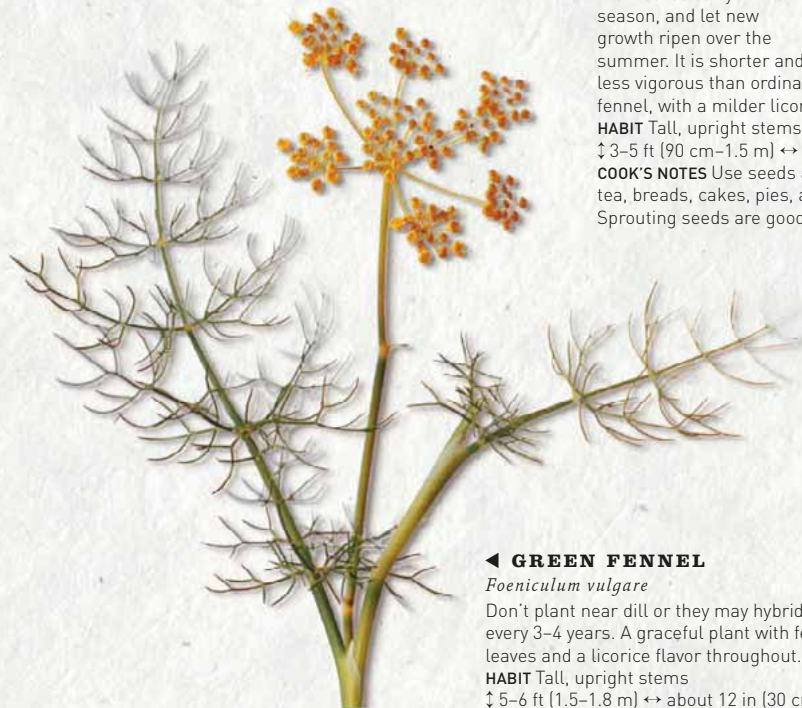 season, and let new
growth ripen over the
summer. It is shorter and
less vigorous than ordina
fennel, with a milder licor
HABIT Tall, upright stems
↕ 3–5 ft (90 cm–1.5 m) ↔
COOK'S NOTES Use seeds a
tea, breads, cakes, pies, a
Sprouting seeds are good
◀ GREEN FENNEL
Foeniculum vulgare
Don't plant near dill or they may hybrid
every 3–4 years. A graceful plant with fe
leaves and a licorice flavor throughout.
HABIT Tall, upright stems
↕ 5–6 ft (1.5–1.8 m) ↔ about 12 in (30 c